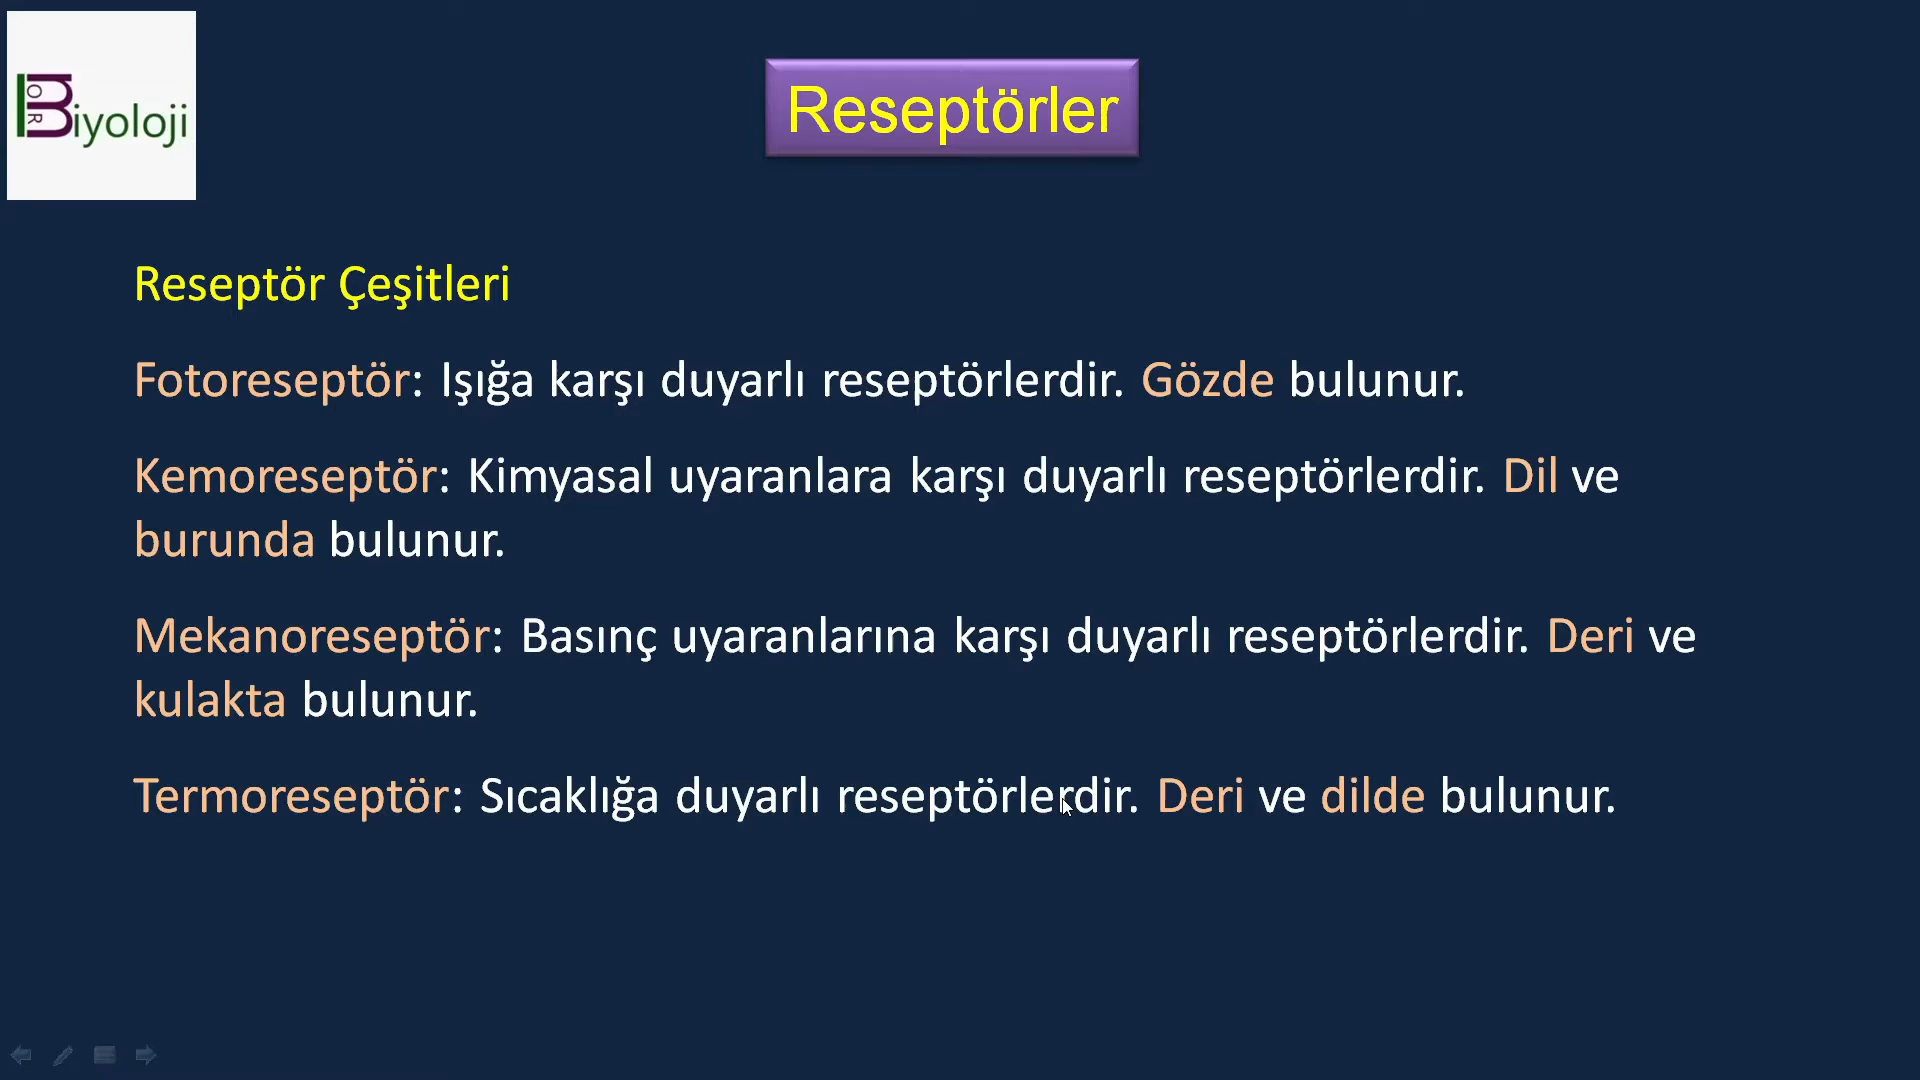 MOR
Biyoloji
Reseptörler
Reseptör Çeşitleri
Fotoreseptör: Işığa karşı duyarlı reseptörlerdir. Gözde bulunur.
Kemoreseptör: Kimyasal uyaranlara karşı duyarlı reseptörlerdir. Dil ve
burunda bulunur.
Mekanoreseptör: Basınç uyaranlarına karşı duyarlı reseptörlerdir. Deri ve
kulakta bulunur.
Termoreseptör: Sıcaklığa duyarlı reseptörlerdir. Deri ve dilde bulunur.